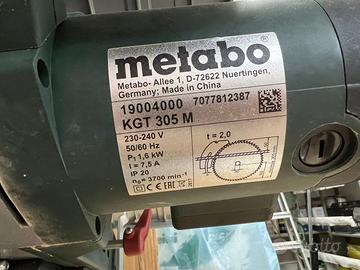 metabo
Metabo- Allee 1, D-72622 Nuertingen,
Germany; Made in China
19004000 7077812387
KGT 305 M
230-240 V
50/60 Hz
P₁ 1,6 kW
I = 7,5 A
IP 20
n₀= 3700 min⁻¹
t = 2,0